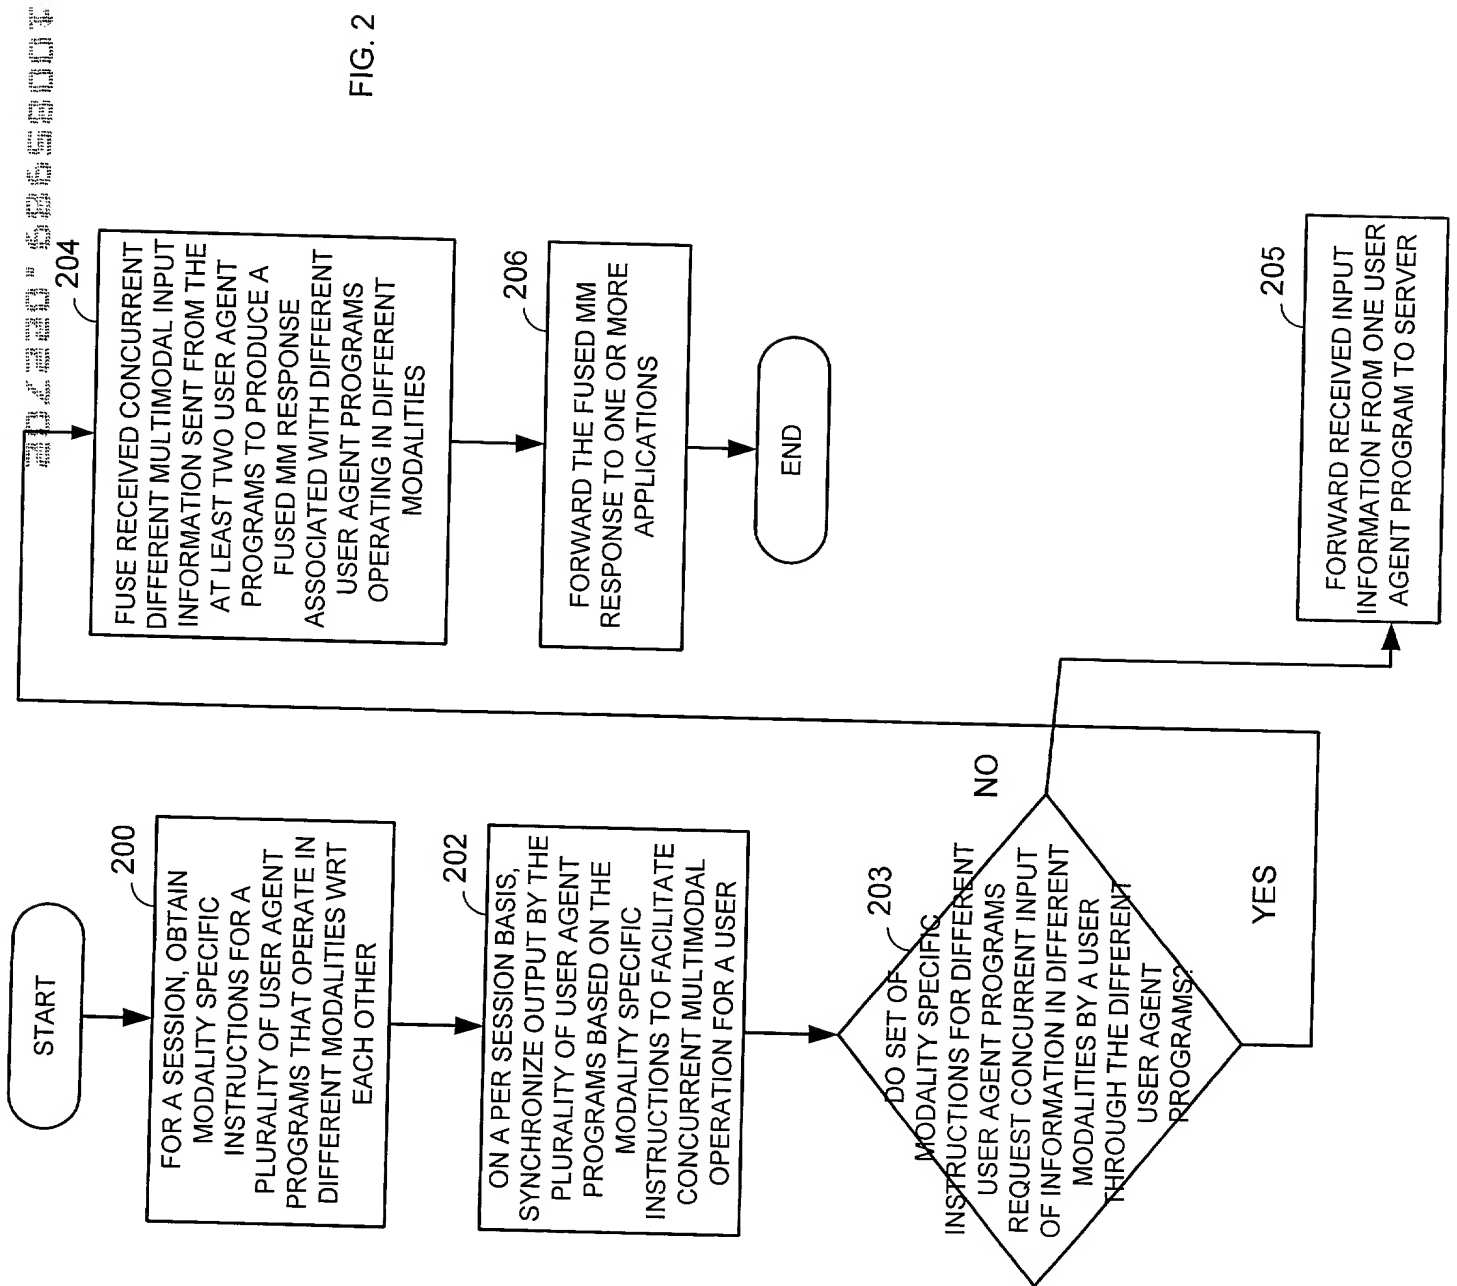 START
200
FOR A SESSION, OBTAIN
MODALITY SPECIFIC
INSTRUCTIONS FOR A
PLURALITY OF USER AGENT
PROGRAMS THAT OPERATE IN
DIFFERENT MODALITIES WRT
EACH OTHER
202
ON A PER SESSION BASIS,
SYNCHRONIZE OUTPUT BY THE
PLURALITY OF USER AGENT
PROGRAMS BASED ON THE
MODALITY SPECIFIC
INSTRUCTIONS TO FACILITATE
CONCURRENT MULTIMODAL
OPERATION FOR A USER
203
DO SET OF
MODALITY SPECIFIC
INSTRUCTIONS FOR DIFFERENT
USER AGENT PROGRAMS
REQUEST CONCURRENT INPUT
OF INFORMATION IN DIFFERENT
MODALITIES BY A USER
THROUGH THE DIFFERENT
USER AGENT
PROGRAMS?
NO
YES
204
FUSE RECEIVED CONCURRENT
DIFFERENT MULTIMODAL INPUT
INFORMATION SENT FROM THE
AT LEAST TWO USER AGENT
PROGRAMS TO PRODUCE A
FUSED MM RESPONSE
ASSOCIATED WITH DIFFERENT
USER AGENT PROGRAMS
OPERATING IN DIFFERENT
MODALITIES
206
FORWARD THE FUSED MM
RESPONSE TO ONE OR MORE
APPLICATIONS
END
205
FORWARD RECEIVED INPUT
INFORMATION FROM ONE USER
AGENT PROGRAM TO SERVER
FIG. 2